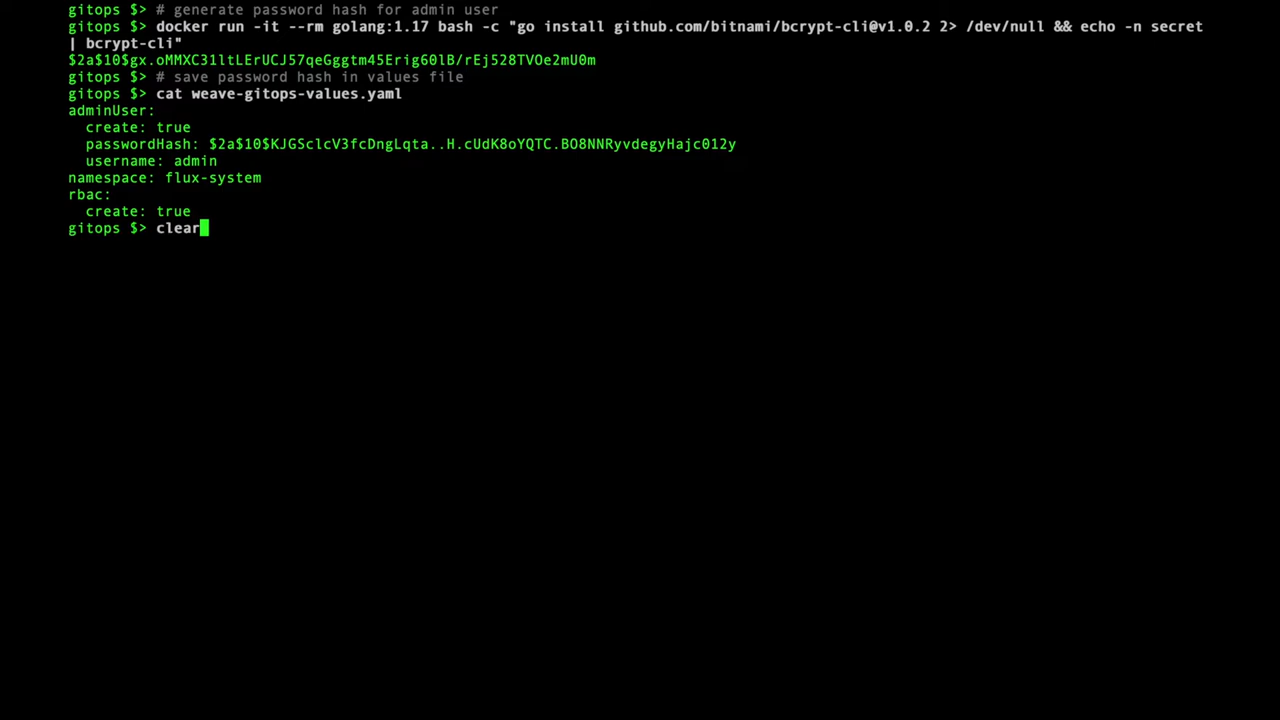 gitops $> # generate password hash for admin user
gitops $> docker run -it --rm golang:1.17 bash -c "go install github.com/bitnami/bcrypt-cli@v1.0.2 2> /dev/null && echo -n secret
| bcrypt-cli"
$2a$10$gx.oMMXC31ltLErUCJ57qeGggtm45Erig60lB/rEj528TVOe2mU0m
gitops $> # save password hash in values file
gitops $> cat weave-gitops-values.yaml
adminUser:
  create: true
  passwordHash: $2a$10$KJGSclcV3fcDngLqta..H.cUdK8oYQTC.BO8NNRyvdegyHajc012y
  username: admin
namespace: flux-system
rbac:
  create: true
gitops $> clear